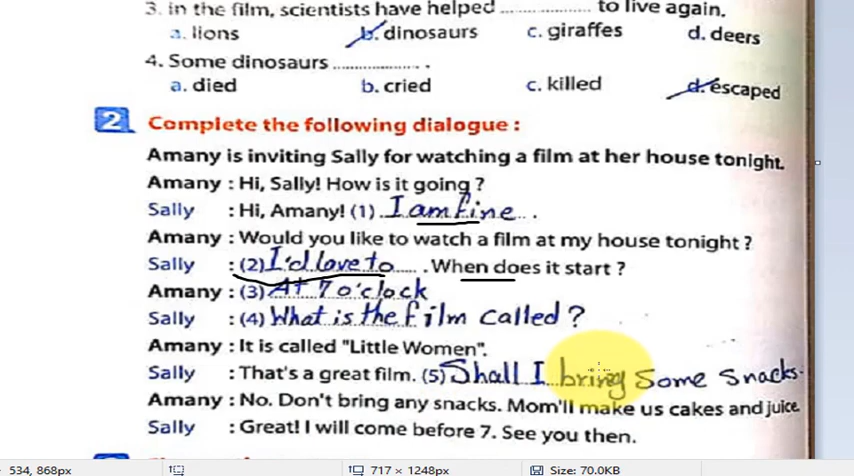 3. in the film, scientists have helped .............. to live again.
a. lions b. dinosaurs c. giraffes d. deers
4. Some dinosaurs .............. .
a. died b. cried c. killed d. escaped
2 Complete the following dialogue :
Amany is inviting Sally for watching a film at her house tonight.
Amany : Hi, Sally! How is it going ?
Sally : Hi, Amany! (1) I am fine .
Amany : Would you like to watch a film at my house tonight ?
Sally : (2) I'd love to .... . When does it start ?
Amany : (3) At 7 o'clock
Sally : (4) What is the film called ?
Amany : It is called "Little Women".
Sally : That's a great film. (5) Shall I bring Some Snacks.
Amany : No. Don't bring any snacks. Mom'll make us cakes and juice.
Sally : Great! I will come before 7. See you then.
534, 868px 717 × 1248px Size: 70.0KB